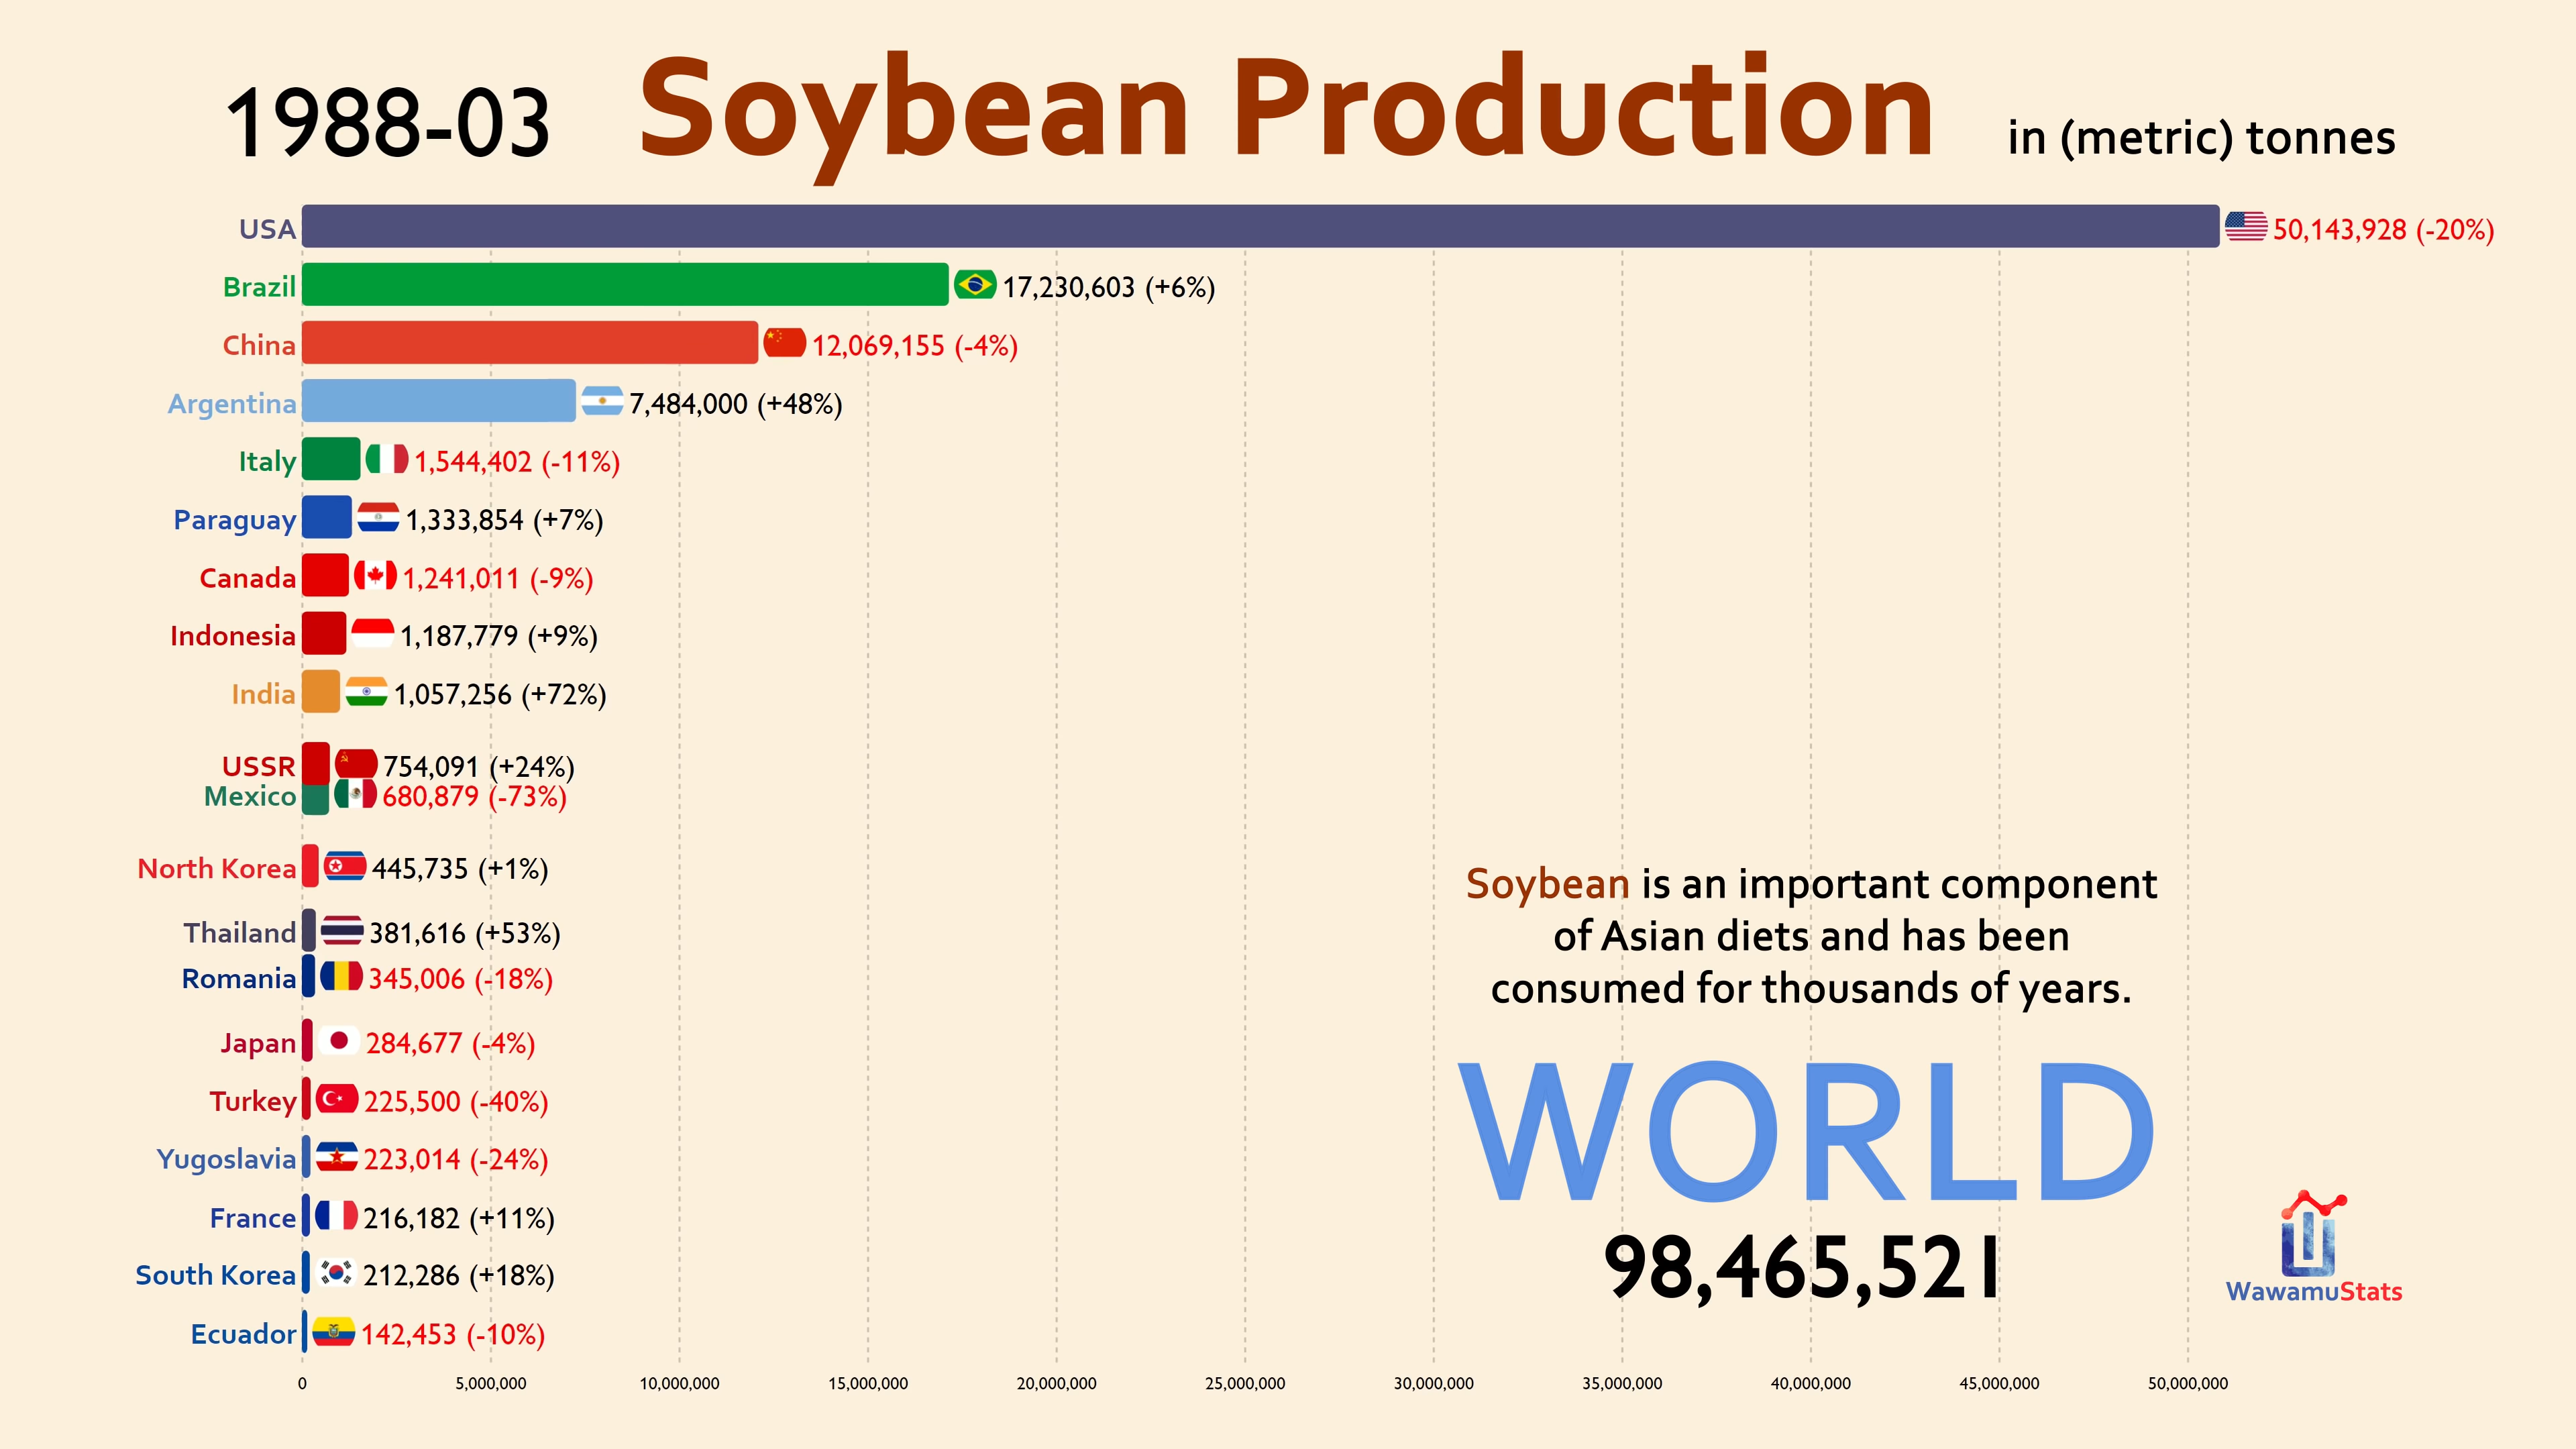 1988-03 Soybean Production in (metric) tonnes
USA 50,143,928 (-20%)
Brazil 17,230,603 (+6%)
China 12,069,155 (-4%)
Argentina 7,484,000 (+48%)
Italy 1,544,402 (-11%)
Paraguay 1,333,854 (+7%)
Canada 1,241,011 (-9%)
Indonesia 1,187,779 (+9%)
India 1,057,256 (+72%)
USSR 754,091 (+24%)
Mexico 680,879 (-73%)
North Korea 445,735 (+1%)
Thailand 381,616 (+53%)
Romania 345,006 (-18%)
Japan 284,677 (-4%)
Turkey 225,500 (-40%)
Yugoslavia 223,014 (-24%)
France 216,182 (+11%)
South Korea 212,286 (+18%)
Ecuador 142,453 (-10%)
Soybean is an important component
of Asian diets and has been
consumed for thousands of years.
WORLD
98,465,521
WawamuStats
0 5,000,000 10,000,000 15,000,000 20,000,000 25,000,000 30,000,000 35,000,000 40,000,000 45,000,000 50,000,000